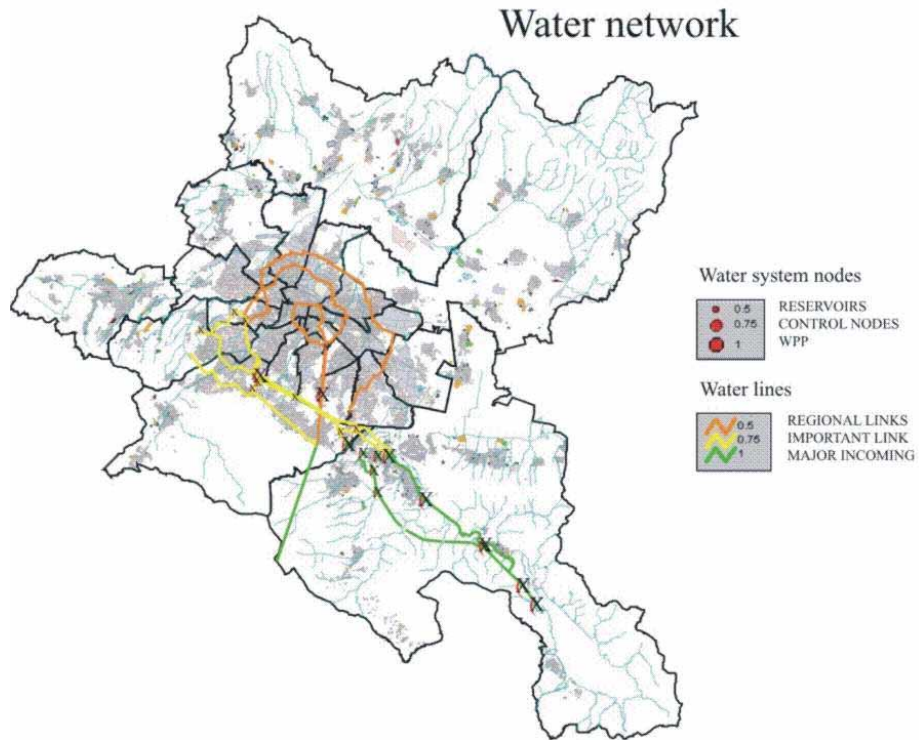 Water network
Water system nodes
0.5 RESERVOIRS
0.75 CONTROL NODES
1 WPP
Water lines
0.5 REGIONAL LINKS
0.75 IMPORTANT LINK
1 MAJOR INCOMING
X
X
X
X
X
X
X
X
X
X
X